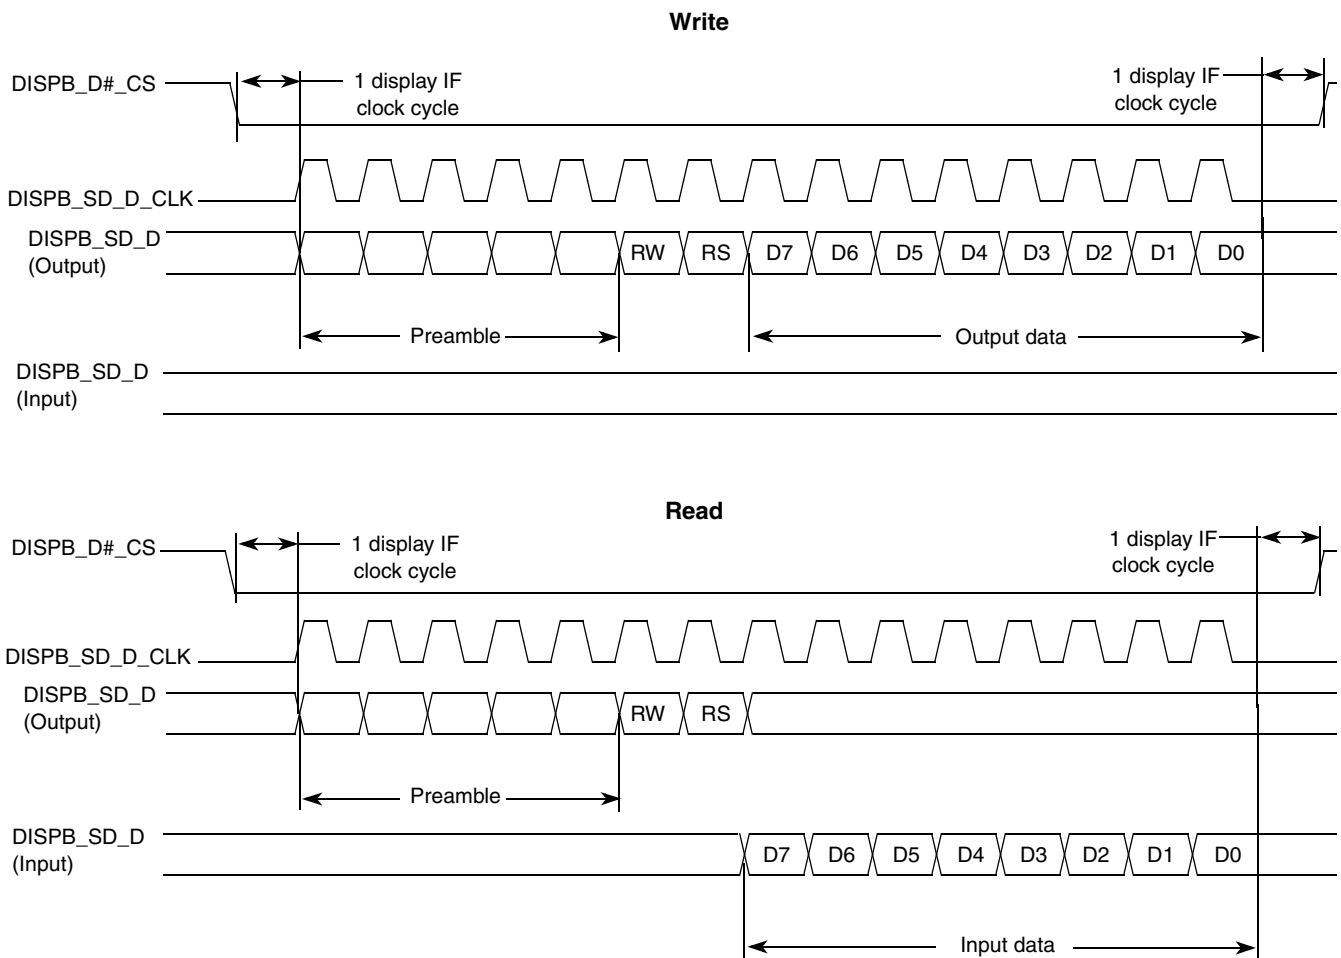 Write
DISPB_D#_CS
1 display IF
clock cycle
1 display IF
clock cycle
DISPB_SD_D_CLK
DISPB_SD_D
(Output)
RW RS D7 D6 D5 D4 D3 D2 D1 D0
Preamble
Output data
DISPB_SD_D
(Input)
Read
DISPB_D#_CS
1 display IF
clock cycle
1 display IF
clock cycle
DISPB_SD_D_CLK
DISPB_SD_D
(Output)
RW RS
Preamble
DISPB_SD_D
(Input)
D7 D6 D5 D4 D3 D2 D1 D0
Input data